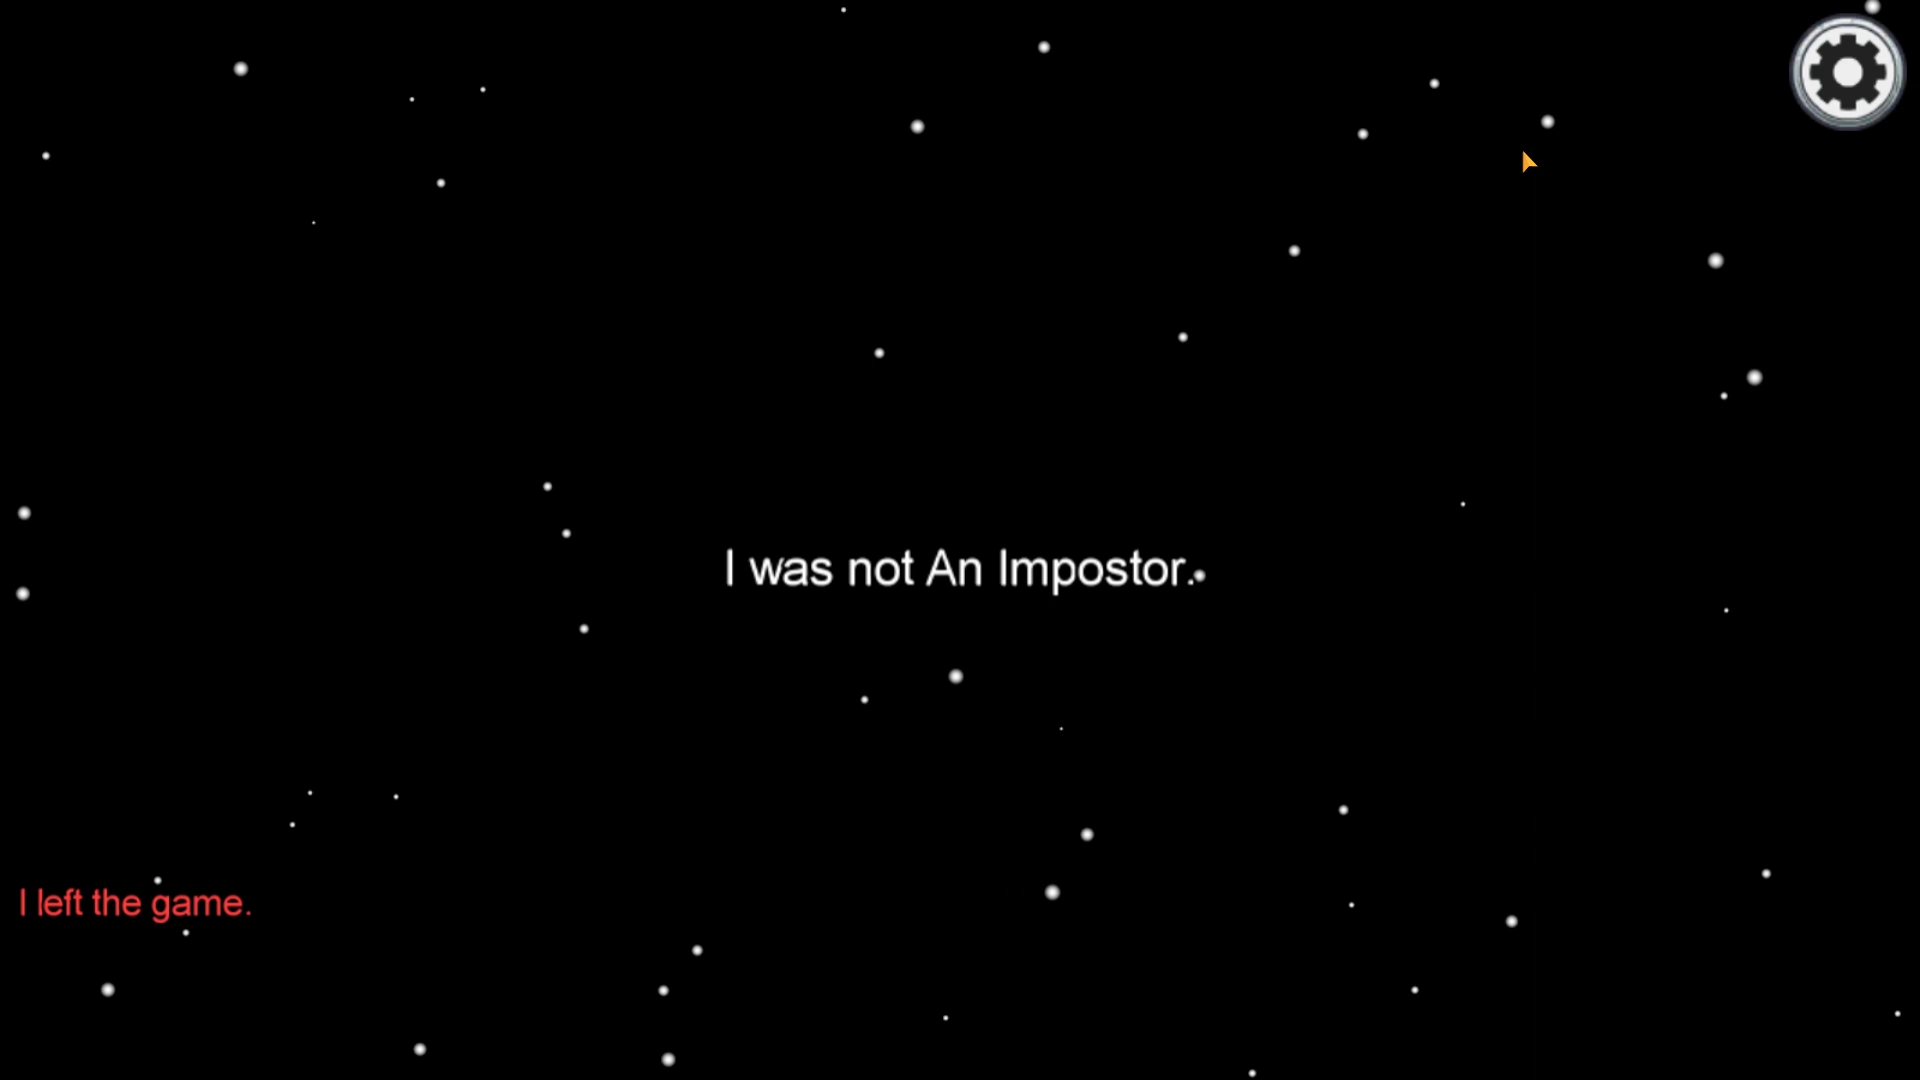 I was not An Impostor.
I left the game.